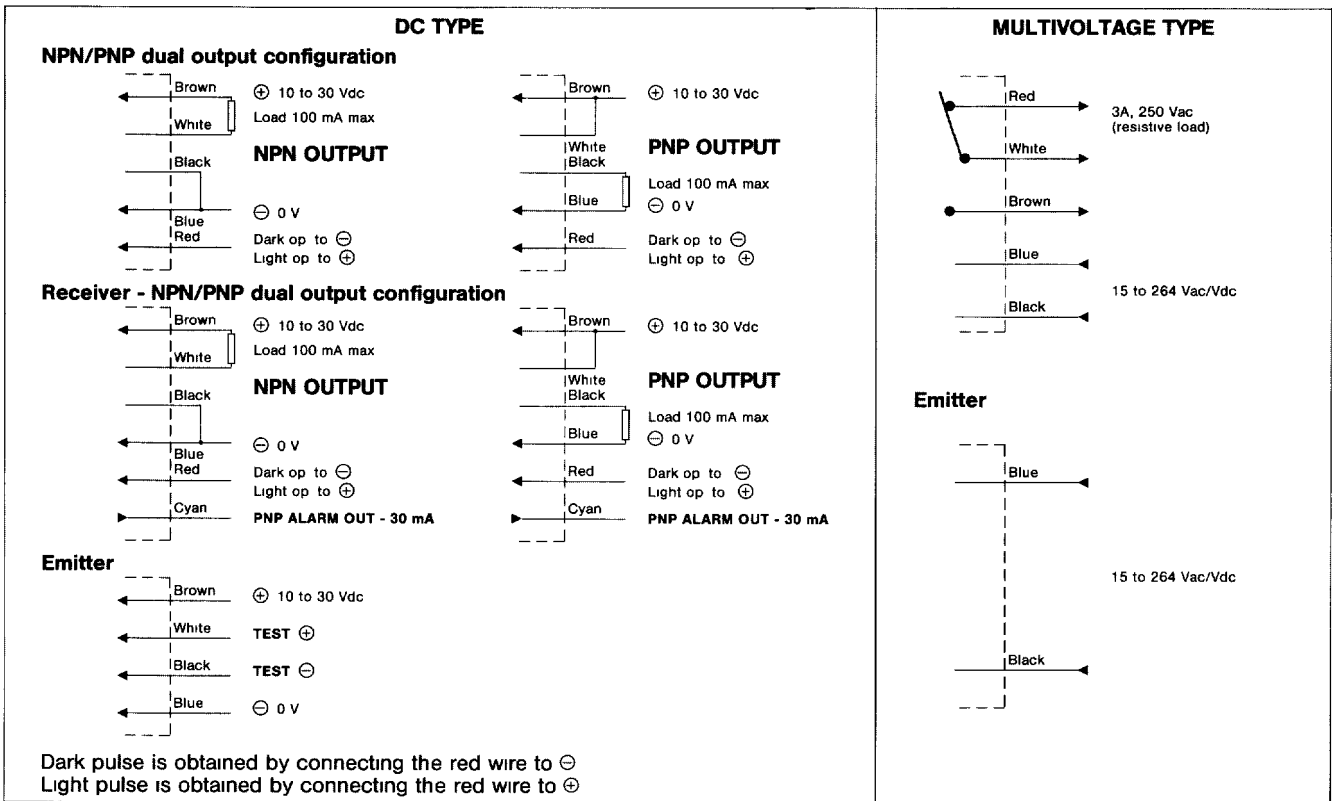 DC TYPE
NPN/PNP dual output configuration
Brown
⊕ 10 to 30 Vdc
Load 100 mA max
White
NPN OUTPUT
Black
⊖ 0 V
Blue
Red
Dark op to ⊖
Light op to ⊕
Brown
⊕ 10 to 30 Vdc
White
Black
PNP OUTPUT
Load 100 mA max
Blue
⊖ 0 V
Red
Dark op to ⊖
Light op to ⊕
Receiver - NPN/PNP dual output configuration
Brown
⊕ 10 to 30 Vdc
Load 100 mA max
White
NPN OUTPUT
Black
⊖ 0 V
Blue
Red
Dark op to ⊖
Light op to ⊕
Cyan
PNP ALARM OUT - 30 mA
Brown
⊕ 10 to 30 Vdc
White
Black
PNP OUTPUT
Load 100 mA max
Blue
⊖ 0 V
Red
Dark op to ⊖
Light op to ⊕
Cyan
PNP ALARM OUT - 30 mA
Emitter
Brown
⊕ 10 to 30 Vdc
White
TEST ⊕
Black
TEST ⊖
Blue
⊖ 0 V
Dark pulse is obtained by connecting the red wire to ⊖
Light pulse is obtained by connecting the red wire to ⊕
MULTIVOLTAGE TYPE
Red
3A, 250 Vac
(resistive load)
White
Brown
Blue
15 to 264 Vac/Vdc
Black
Emitter
Blue
15 to 264 Vac/Vdc
Black